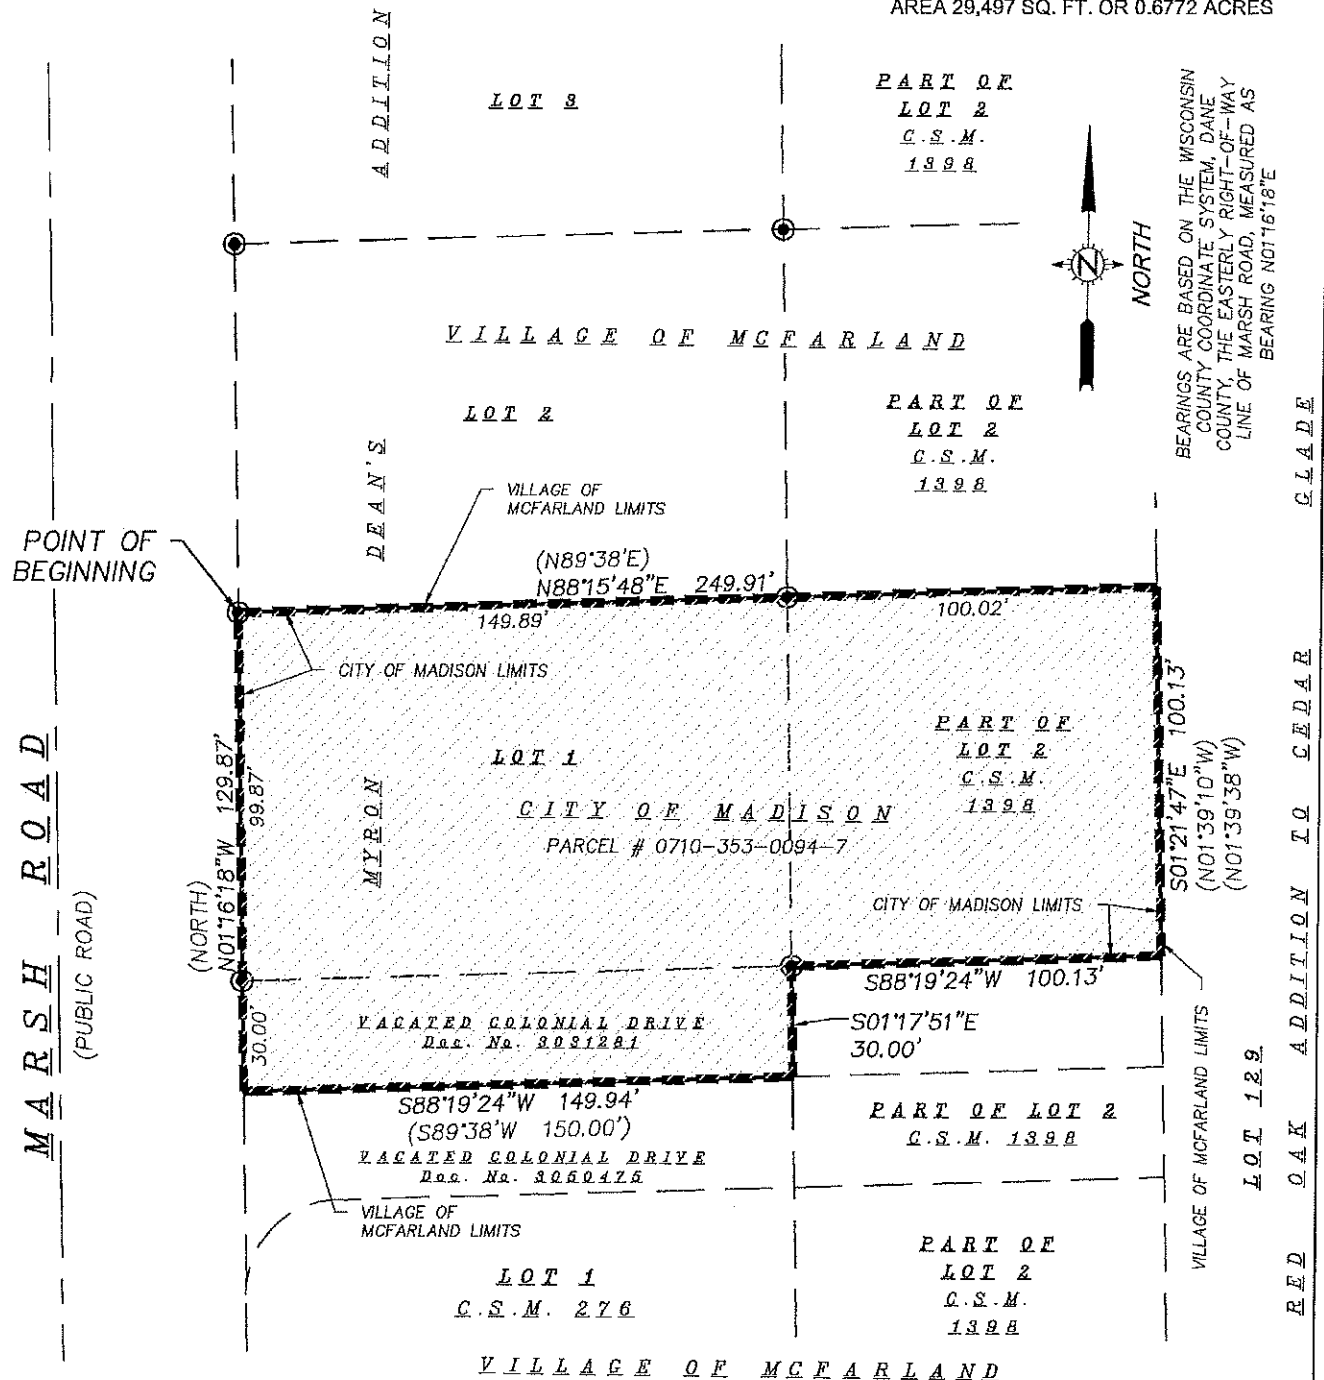 AREA 29,497 SQ. FT. OR 0.6772 ACRES
ADDITION
LOT 3
PART OF
LOT 2
C.S.M.
1398
BEARINGS ARE BASED ON THE WISCONSIN
COUNTY COORDINATE SYSTEM, DANE
COUNTY, THE EASTERLY RIGHT-OF-WAY
LINE OF MARSH ROAD, MEASURED AS
BEARING N01°16'18"E
N
NORTH
VILLAGE OF MCFARLAND
LOT 2
PART OF
LOT 2
C.S.M.
1398
DEAN'S
VILLAGE OF
MCFARLAND LIMITS
GLADE
POINT OF
BEGINNING
(N89°38'E)
N88°15'48"E 249.91'
149.89'
100.02'
CITY OF MADISON LIMITS
MARSH ROAD
(PUBLIC ROAD)
(NORTH)
N01°16'18"W 129.87'
99.87'
LOT 1
MYRON
PART OF
LOT 2
C.S.M.
1398
CITY OF MADISON
PARCEL # 0710-353-0094-7
S01°21'47"E 100.13'
(N01°39'10"W)
(N01°39'38"W)
CEDAR
TO
ADDITION
CITY OF MADISON LIMITS
S88°19'24"W 100.13'
S01°17'51"E
30.00'
30.00'
VACATED COLONIAL DRIVE
Doc. No. 3031281
S88°19'24"W 149.94'
(S89°38'W 150.00')
VACATED COLONIAL DRIVE
Doc. No. 3050475
PART OF LOT 2
C.S.M. 1398
VILLAGE OF MCFARLAND LIMITS
LOT 129
OAK
RED
VILLAGE OF
MCFARLAND LIMITS
LOT 1
C.S.M. 276
PART OF
LOT 2
C.S.M.
1398
VILLAGE OF MCFARLAND